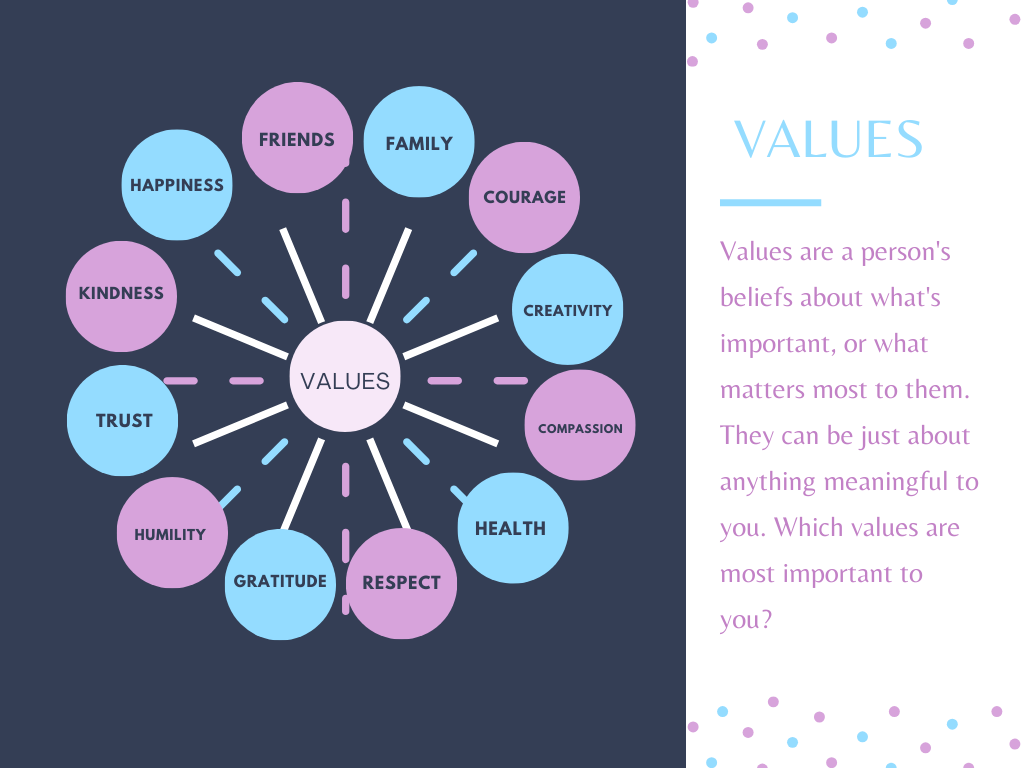 FRIENDS
FAMILY
HAPPINESS
COURAGE
KINDNESS
CREATIVITY
VALUES
TRUST
COMPASSION
HUMILITY
HEALTH
GRATITUDE
RESPECT
VALUES
Values are a person's
beliefs about what's
important, or what
matters most to them.
They can be just about
anything meaningful to
you. Which values are
most important to
you?